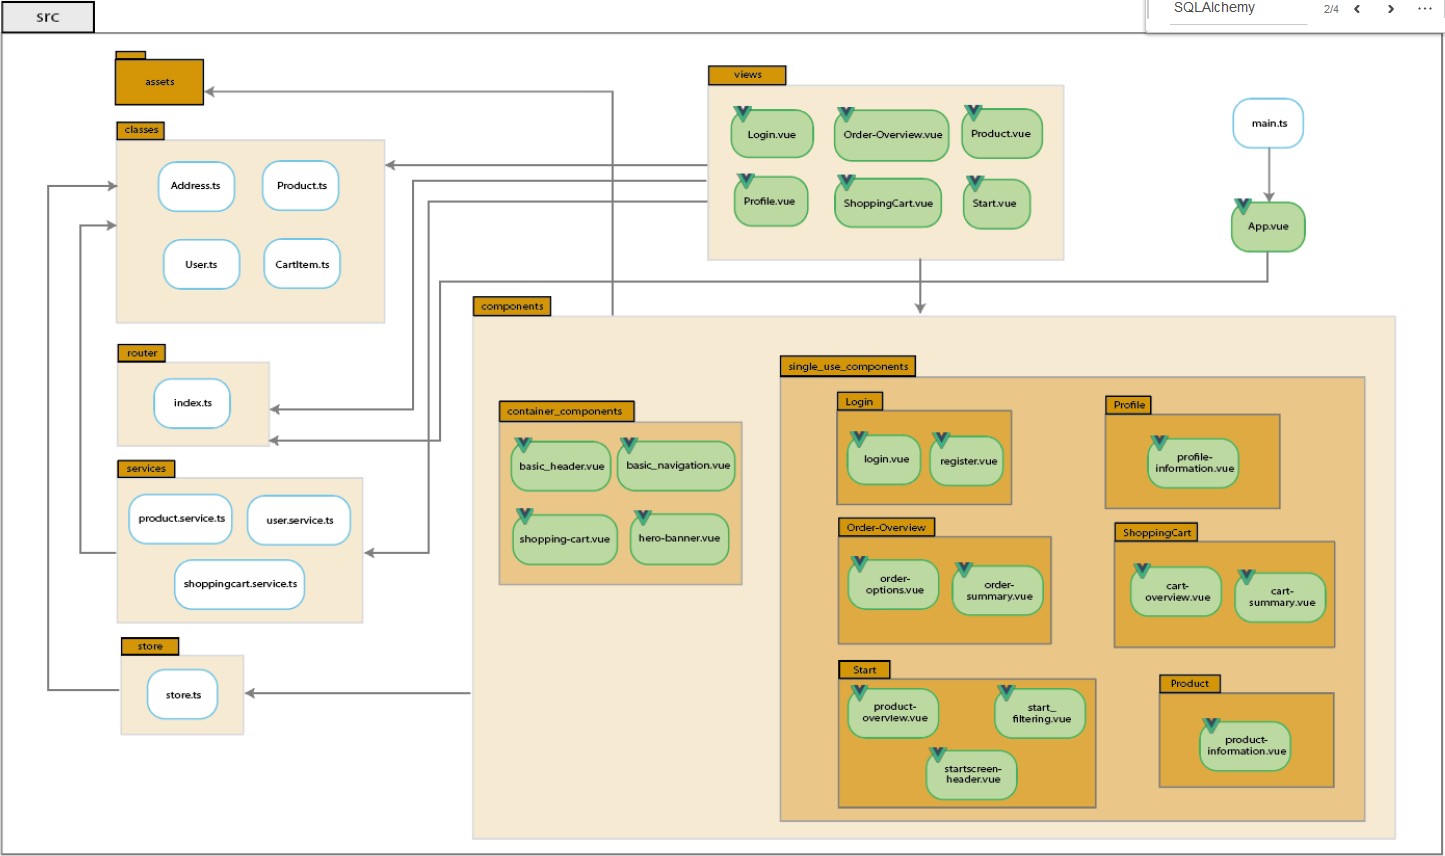 src
SQLAlchemy
2/4
assets
views
Login.vue
Order-Overview.vue
Product.vue
Profile.vue
ShoppingCart.vue
Start.vue
main.ts
App.vue
classes
Address.ts
Product.ts
User.ts
CartItem.ts
router
index.ts
services
product.service.ts
user.service.ts
shoppingcart.service.ts
store
store.ts
components
container_components
basic_header.vue
basic_navigation.vue
shopping-cart.vue
hero-banner.vue
single_use_components
Login
login.vue
register.vue
Profile
profile-
information.vue
Order-Overview
order-
options.vue
order-
summary.vue
ShoppingCart
cart-
overview.vue
cart-
summary.vue
Start
product-
overview.vue
start_
filtering.vue
startscreen-
header.vue
Product
product-
information.vue